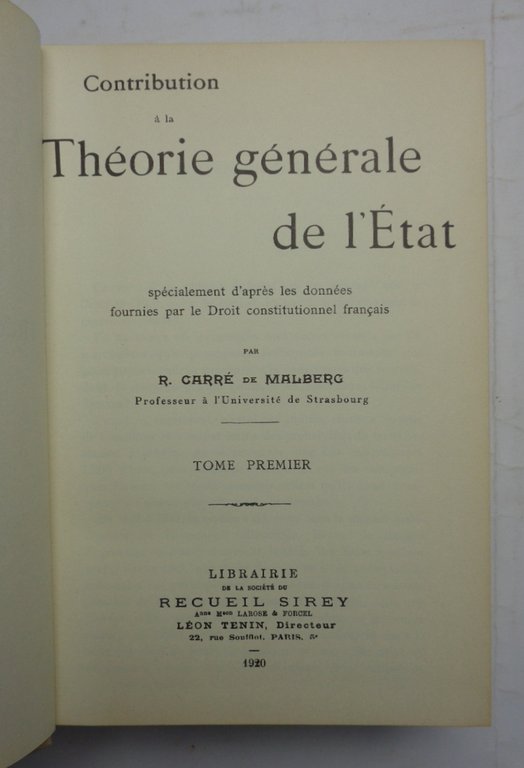 Contribution
à la
Théorie générale
de l'État
spécialement d'après les données
fournies par le Droit constitutionnel français
PAR
R. CARRÉ DE MALBERG
Professeur à l'Université de Strasbourg
TOME PREMIER
LIBRAIRIE
DE LA SOCIÉTÉ DU
RECUEIL SIREY
Anne Mson LAROSE & FORCEL
LÉON TENIN, Directeur
22, rue Soufflot, PARIS, 5e
1920